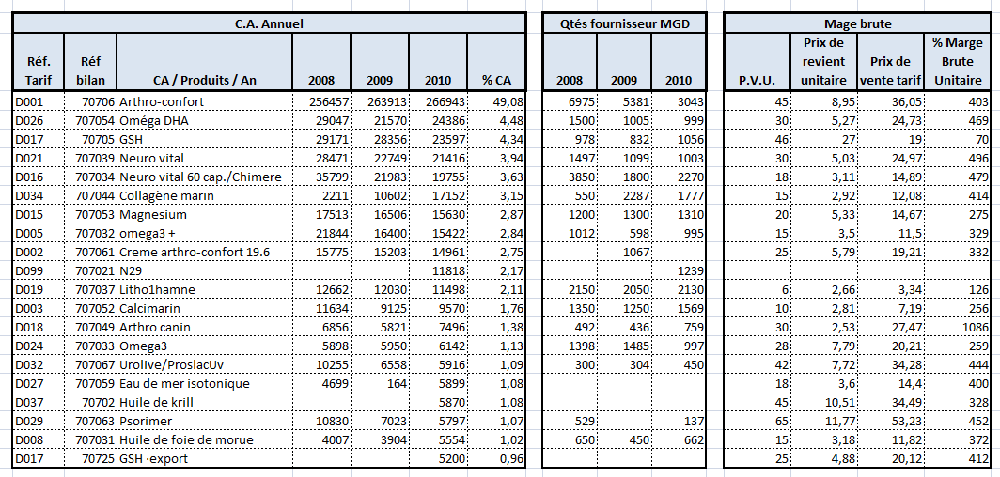 C.A. Annuel Qtés fournisseur MGD Mage brute
Réf. Tarif Réf bilan CA / Produits / An 2008 2009 2010 % CA 2008 2009 2010 P.V.U. Prix de revient unitaire Prix de vente tarif % Marge Brute Unitaire
D001 70706 Arthro-confort 256457 263913 266943 49,08 6975 5381 3043 45 8,95 36,05 403
D026 707054 Oméga DHA 29047 21570 24386 4,48 1500 1005 999 30 5,27 24,73 469
D017 70705 GSH 29171 28356 23597 4,34 978 832 1056 46 27 19 70
D021 707039 Neuro vital 28471 22749 21416 3,94 1497 1099 1003 30 5,03 24,97 496
D016 707034 Neuro vital 60 cap./Chimere 35799 21983 19755 3,63 3850 1800 2270 18 3,11 14,89 479
D034 707044 Collagène marin 2211 10602 17152 3,15 550 2287 1777 15 2,92 12,08 414
D015 707053 Magnesium 17513 16506 15630 2,87 1200 1300 1310 20 5,33 14,67 275
D005 707032 omega3 + 21844 16400 15422 2,84 1012 598 995 15 3,5 11,5 329
D002 707061 Creme arthro-confort 19.6 15775 15203 14961 2,75 1067 25 5,79 19,21 332
D099 707021 N29 11818 2,17 1239
D019 707037 Litho1hamne 12662 12030 11498 2,11 2150 2050 2130 6 2,66 3,34 126
D003 707052 Calcimarin 11634 9125 9570 1,76 1350 1250 1569 10 2,81 7,19 256
D018 707049 Arthro canin 6856 5821 7496 1,38 492 436 759 30 2,53 27,47 1086
D024 707033 Omega3 5898 5950 6142 1,13 1398 1485 997 28 7,79 20,21 259
D032 707067 Urolive/ProslacUv 10255 6558 5916 1,09 300 304 450 42 7,72 34,28 444
D027 707059 Eau de mer isotonique 4699 164 5899 1,08 18 3,6 14,4 400
D037 70702 Huile de krill 5870 1,08 45 10,51 34,49 328
D029 707063 Psorimer 10830 7023 5797 1,07 529 137 65 11,77 53,23 452
D008 707031 Huile de foie de morue 4007 3904 5554 1,02 650 450 662 15 3,18 11,82 372
D017 70725 GSH ·export 5200 0,96 25 4,88 20,12 412